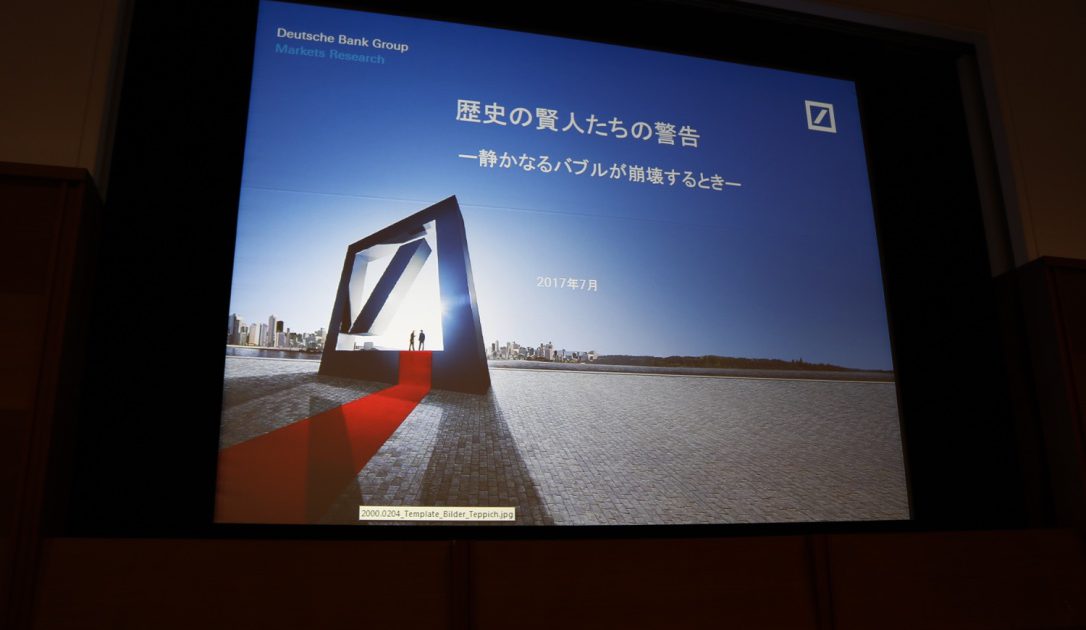 Deutsche Bank Group
Markets Research
歴史の賢人たちの警告
―静かなるバブルが崩壊するとき―
2017年7月
2000.0204_Template_Bilder_Teppich.jpg